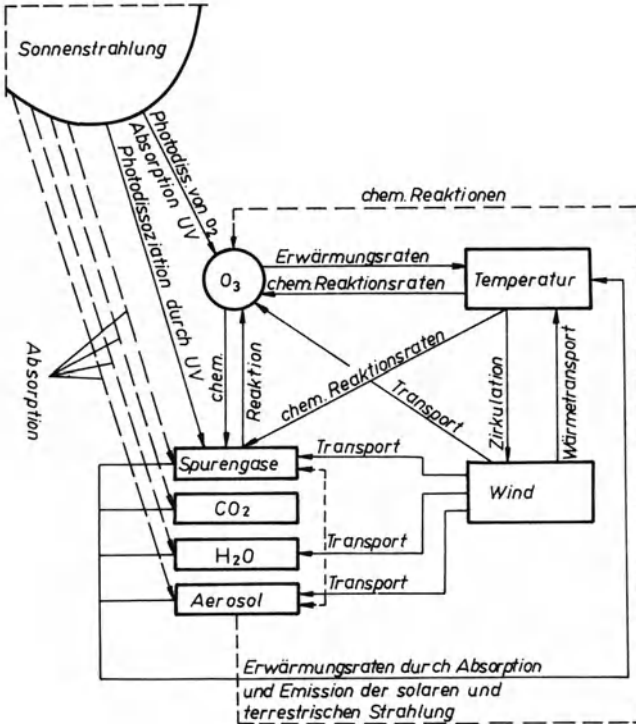 Sonnenstrahlung
Photodiss. von O2
Absorption UV
Photodissoziation durch UV
chem. Reaktionen
Erwärmungsraten
O3
chem. Reaktionsraten
Temperatur
Absorption
chem.
Reaktion
chem. Reaktionsraten
Transport
Zirkulation
Wärmetransport
Spurengase
Transport
Wind
CO2
H2O
Transport
Aerosol
Transport
Erwärmungsraten durch Absorption
und Emission der solaren und
terrestrischen Strahlung